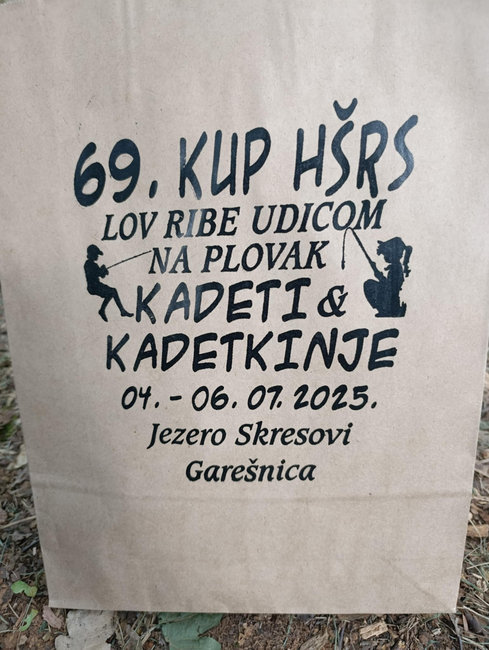 69. KUP HŠRS
LOV RIBE UDICOM
NA PLOVAK
KADETI &
KADETKINJE
04. - 06. 07. 2025.
Jezero Skresovi
Garešnica